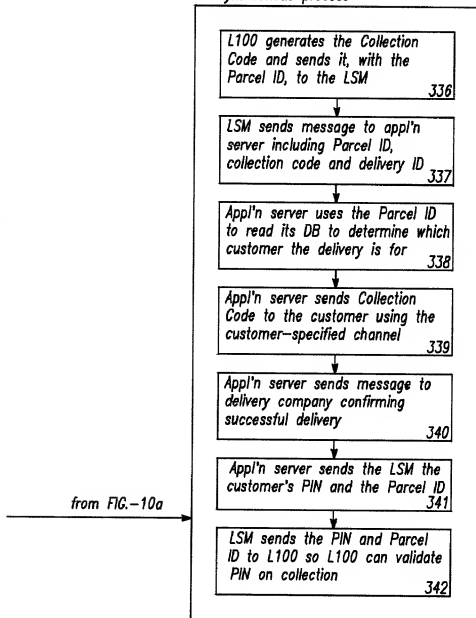 L100 generates the Collection
Code and sends it, with the
Parcel ID, to the LSM
336
LSM sends message to appl'n
server including Parcel ID,
collection code and delivery ID
337
Appl'n server uses the Parcel ID
to read its DB to determine which
customer the delivery is for
338
Appl'n server sends Collection
Code to the customer using the
customer–specified channel
339
Appl'n server sends message to
delivery company confirming
successful delivery
340
Appl'n server sends the LSM the
customer's PIN and the Parcel ID
341
from FIG.–10a
LSM sends the PIN and Parcel
ID to L100 so L100 can validate
PIN on collection
342